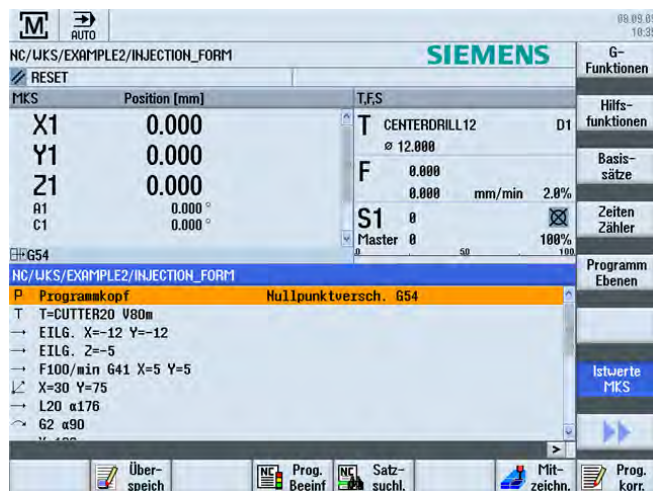 M AUTO
08.09.0
10:3
NC/WKS/EXAMPLE2/INJECTION_FORM
SIEMENS
RESET
MKS Position [mm]
X1 0.000
Y1 0.000
Z1 0.000
A1 0.000 °
C1 0.000 °
G54
T,F,S
T CENTERDRILL12 D1
ø 12.000
F 0.000
0.000 mm/min 2.0%
S1 0
Master 0 100%
0 50 100
NC/WKS/EXAMPLE2/INJECTION_FORM
P Programmkopf Nullpunktversch. G54
T T=CUTTER20 V80m
→ EILG. X=-12 Y=-12
→ EILG. Z=-5
→ F100/min G41 X=5 Y=5
X=30 Y=75
→ L20 α176
G2 α90
G-
Funktionen
Hilfs-
funktionen
Basis-
sätze
Zeiten
Zähler
Programm
Ebenen
Istwerte
MKS
Über-
speich
NC Prog.
Beeinf
NC Satz-
suchl.
Mit-
zeichn.
Prog.
korr.